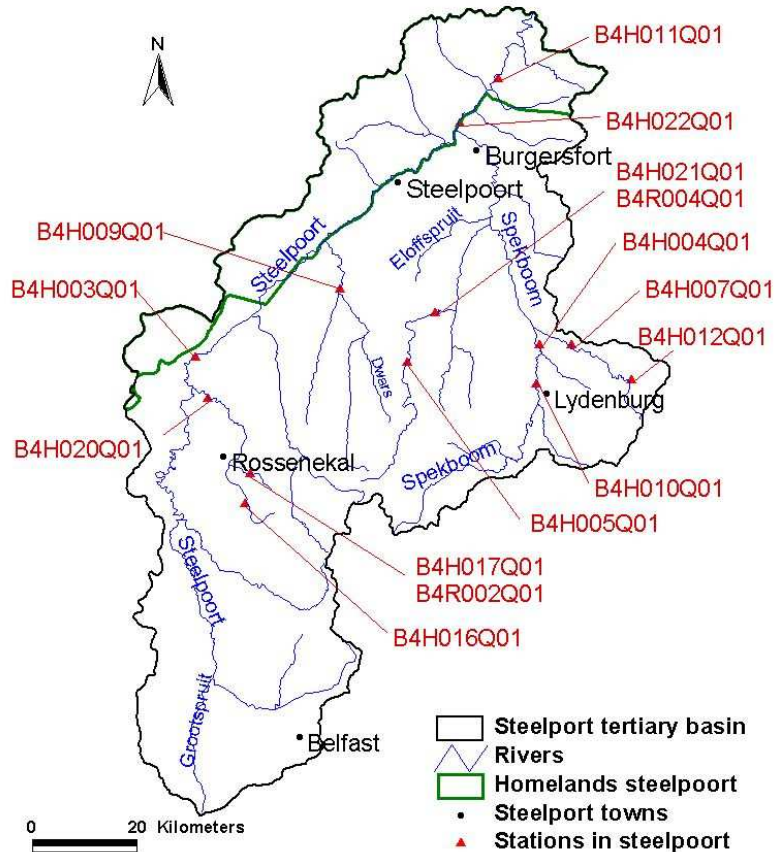 N
B4H011Q01
B4H022Q01
Burgersfort
B4H021Q01
B4R004Q01
Steelpoort
B4H009Q01
Steelpoort
Eloffspruit
Spekboom
B4H004Q01
B4H003Q01
B4H007Q01
B4H012Q01
Dwars
Lydenburg
B4H020Q01
Rossenekal
Spekboom
B4H010Q01
B4H005Q01
Steelpoort
B4H017Q01
B4R002Q01
B4H016Q01
Grootspruit
Belfast
Steelport tertiary basin
Rivers
Homelands steelpoort
Steelport towns
Stations in steelpoort
0 20 Kilometers